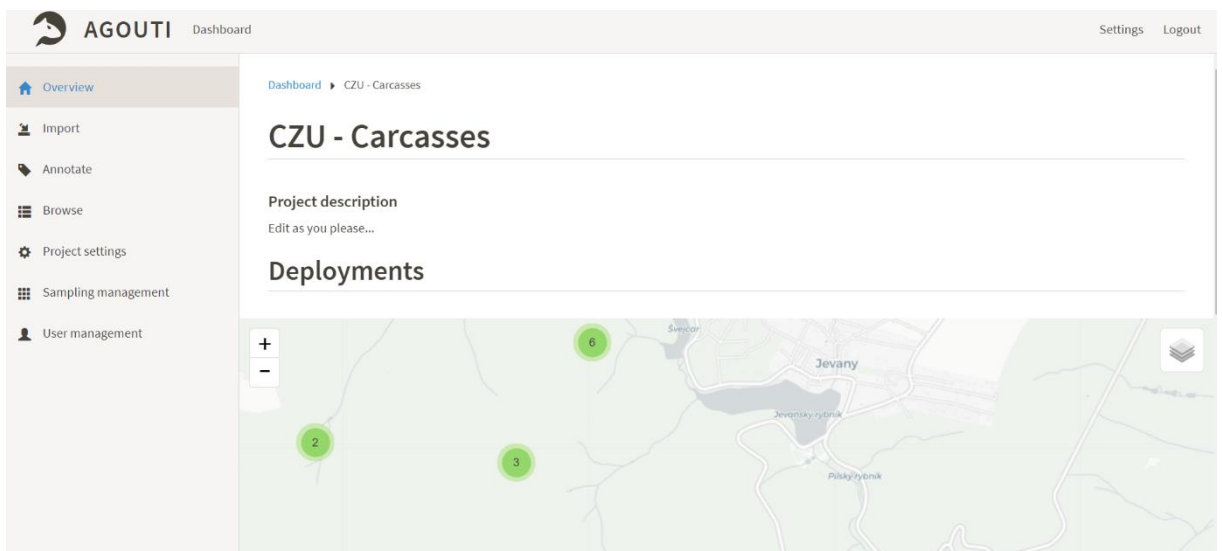 AGOUTI Dashboard Settings Logout
Overview
Import
Annotate
Browse
Project settings
Sampling management
User management
Dashboard ▸ CZU - Carcasses
CZU - Carcasses
Project description
Edit as you please...
Deployments
+
−
6
Švejcar
Jevany
Jevanský rybník
2
3
Pilský rybník